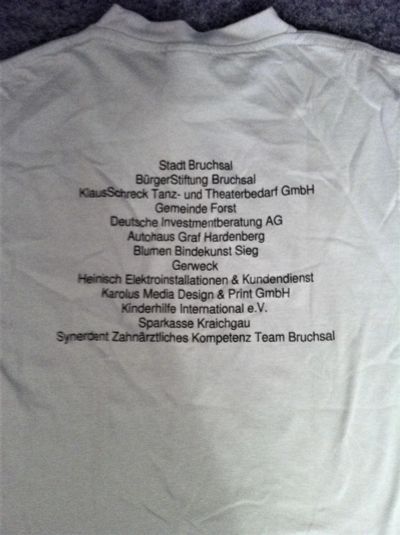 Stadt Bruchsal
BürgerStiftung Bruchsal
KlausSchreck Tanz- und Theaterbedarf GmbH
Gemeinde Forst
Deutsche Investmentberatung AG
Autohaus Graf Hardenberg
Blumen Bindekunst Sieg
Gerweck
Heinisch Elektroinstallationen & Kundendienst
Karolus Media Design & Print GmbH
Kinderhilfe International e.V.
Sparkasse Kraichgau
Synerdent Zahnärztliches Kompetenz Team Bruchsal